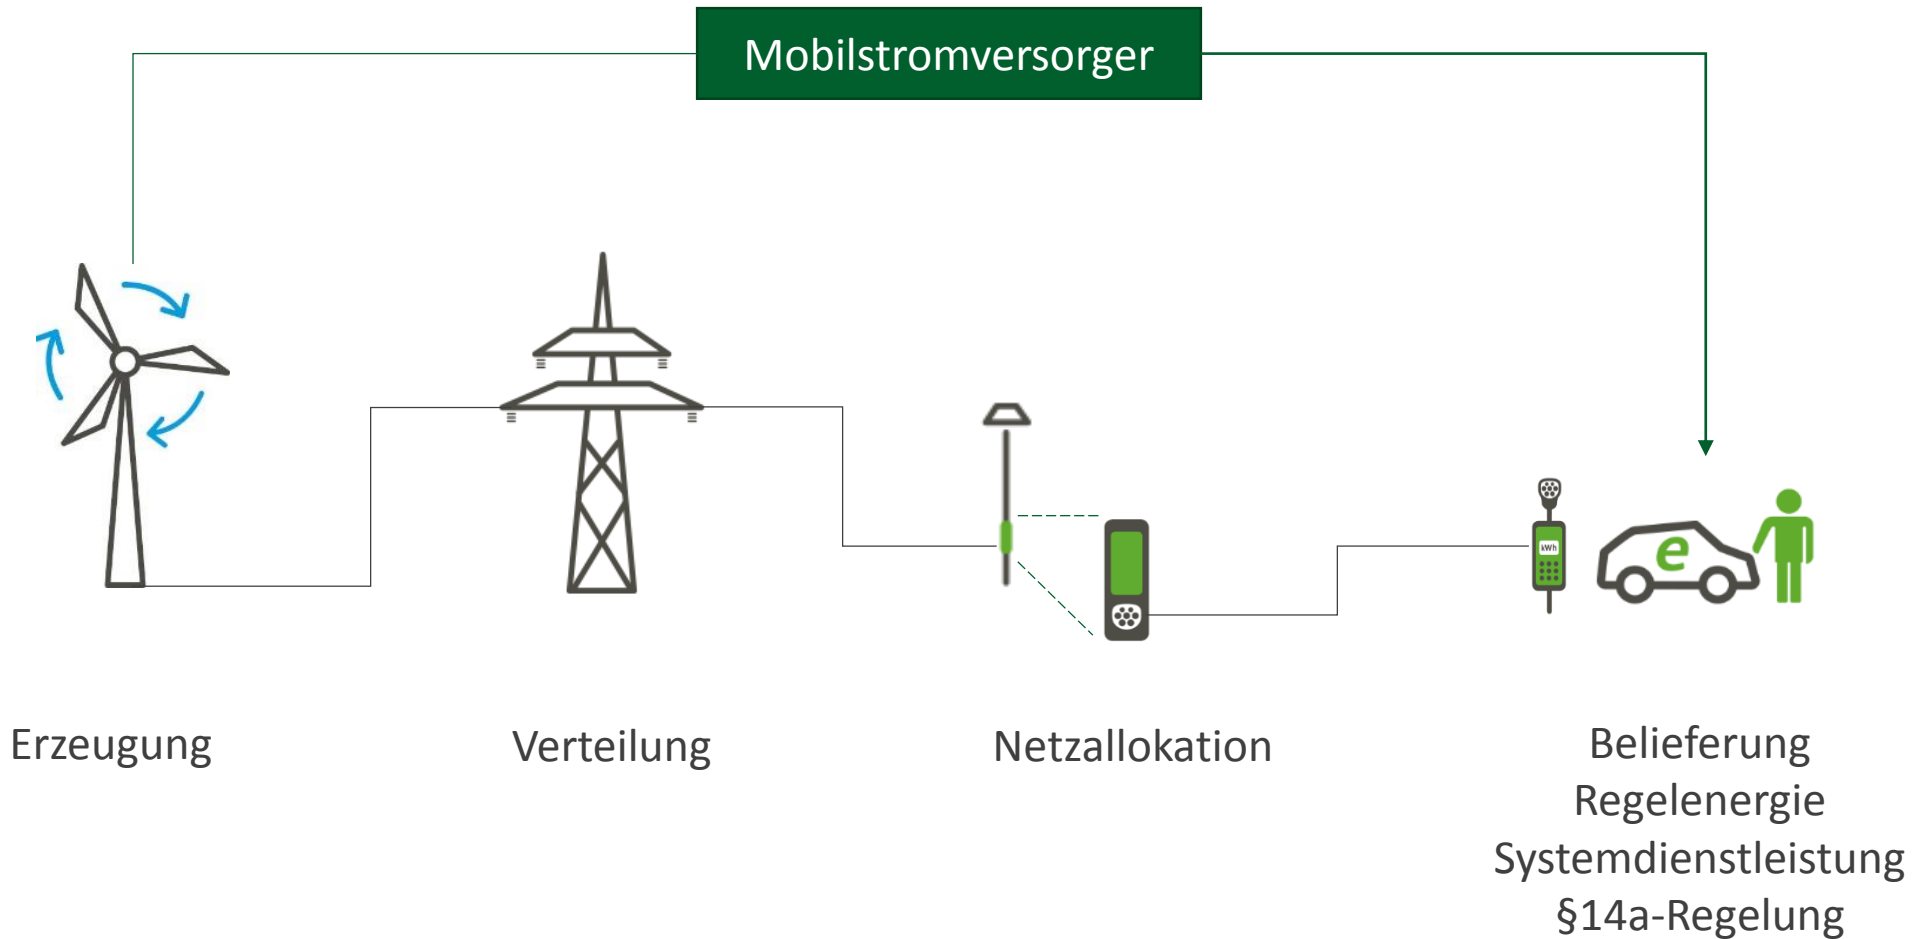 Mobilstromversorger
kWh
e
Erzeugung
Verteilung
Netzallokation
Belieferung
Regelenergie
Systemdienstleistung
§14a-Regelung